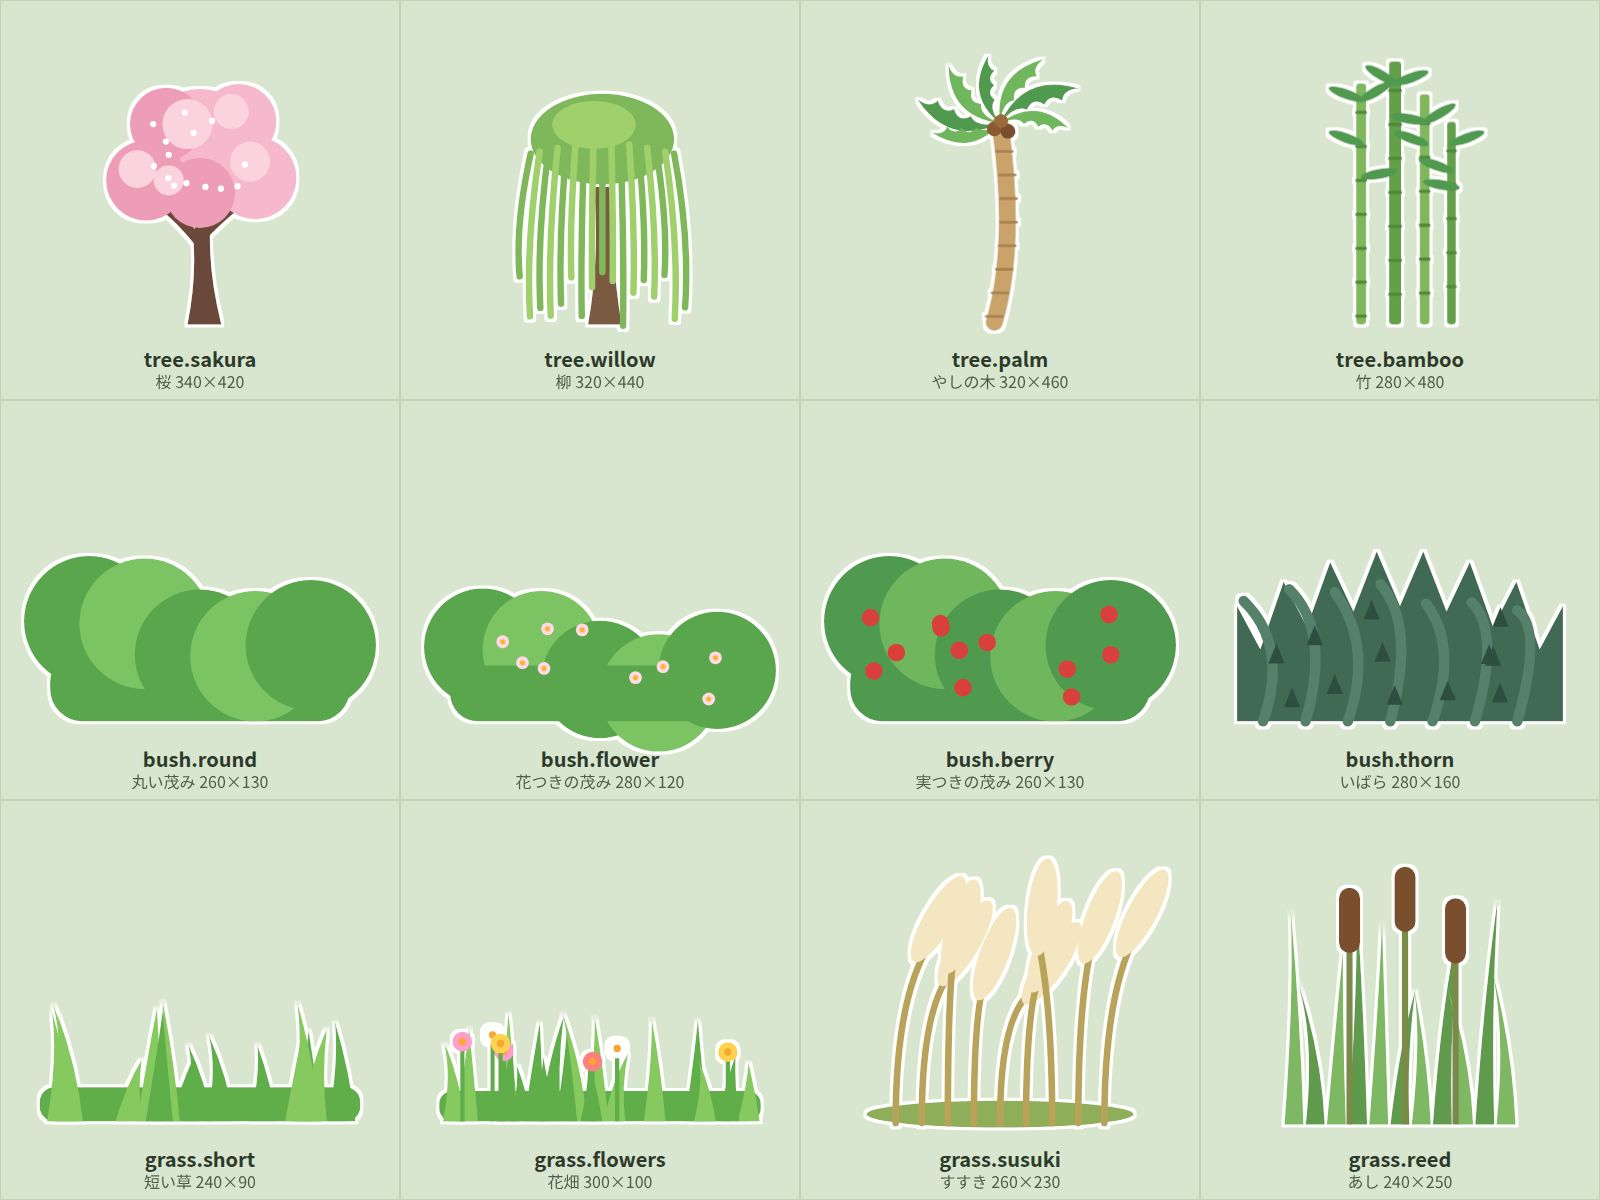 tree.sakura
桜 340×420
tree.willow
柳 320×440
tree.palm
やしの木 320×460
tree.bamboo
竹 280×480
bush.round
丸い茂み 260×130
bush.flower
花つきの茂み 280×120
bush.berry
実つきの茂み 260×130
bush.thorn
いばら 280×160
grass.short
短い草 240×90
grass.flowers
花畑 300×100
grass.susuki
すすき 260×230
grass.reed
あし 240×250